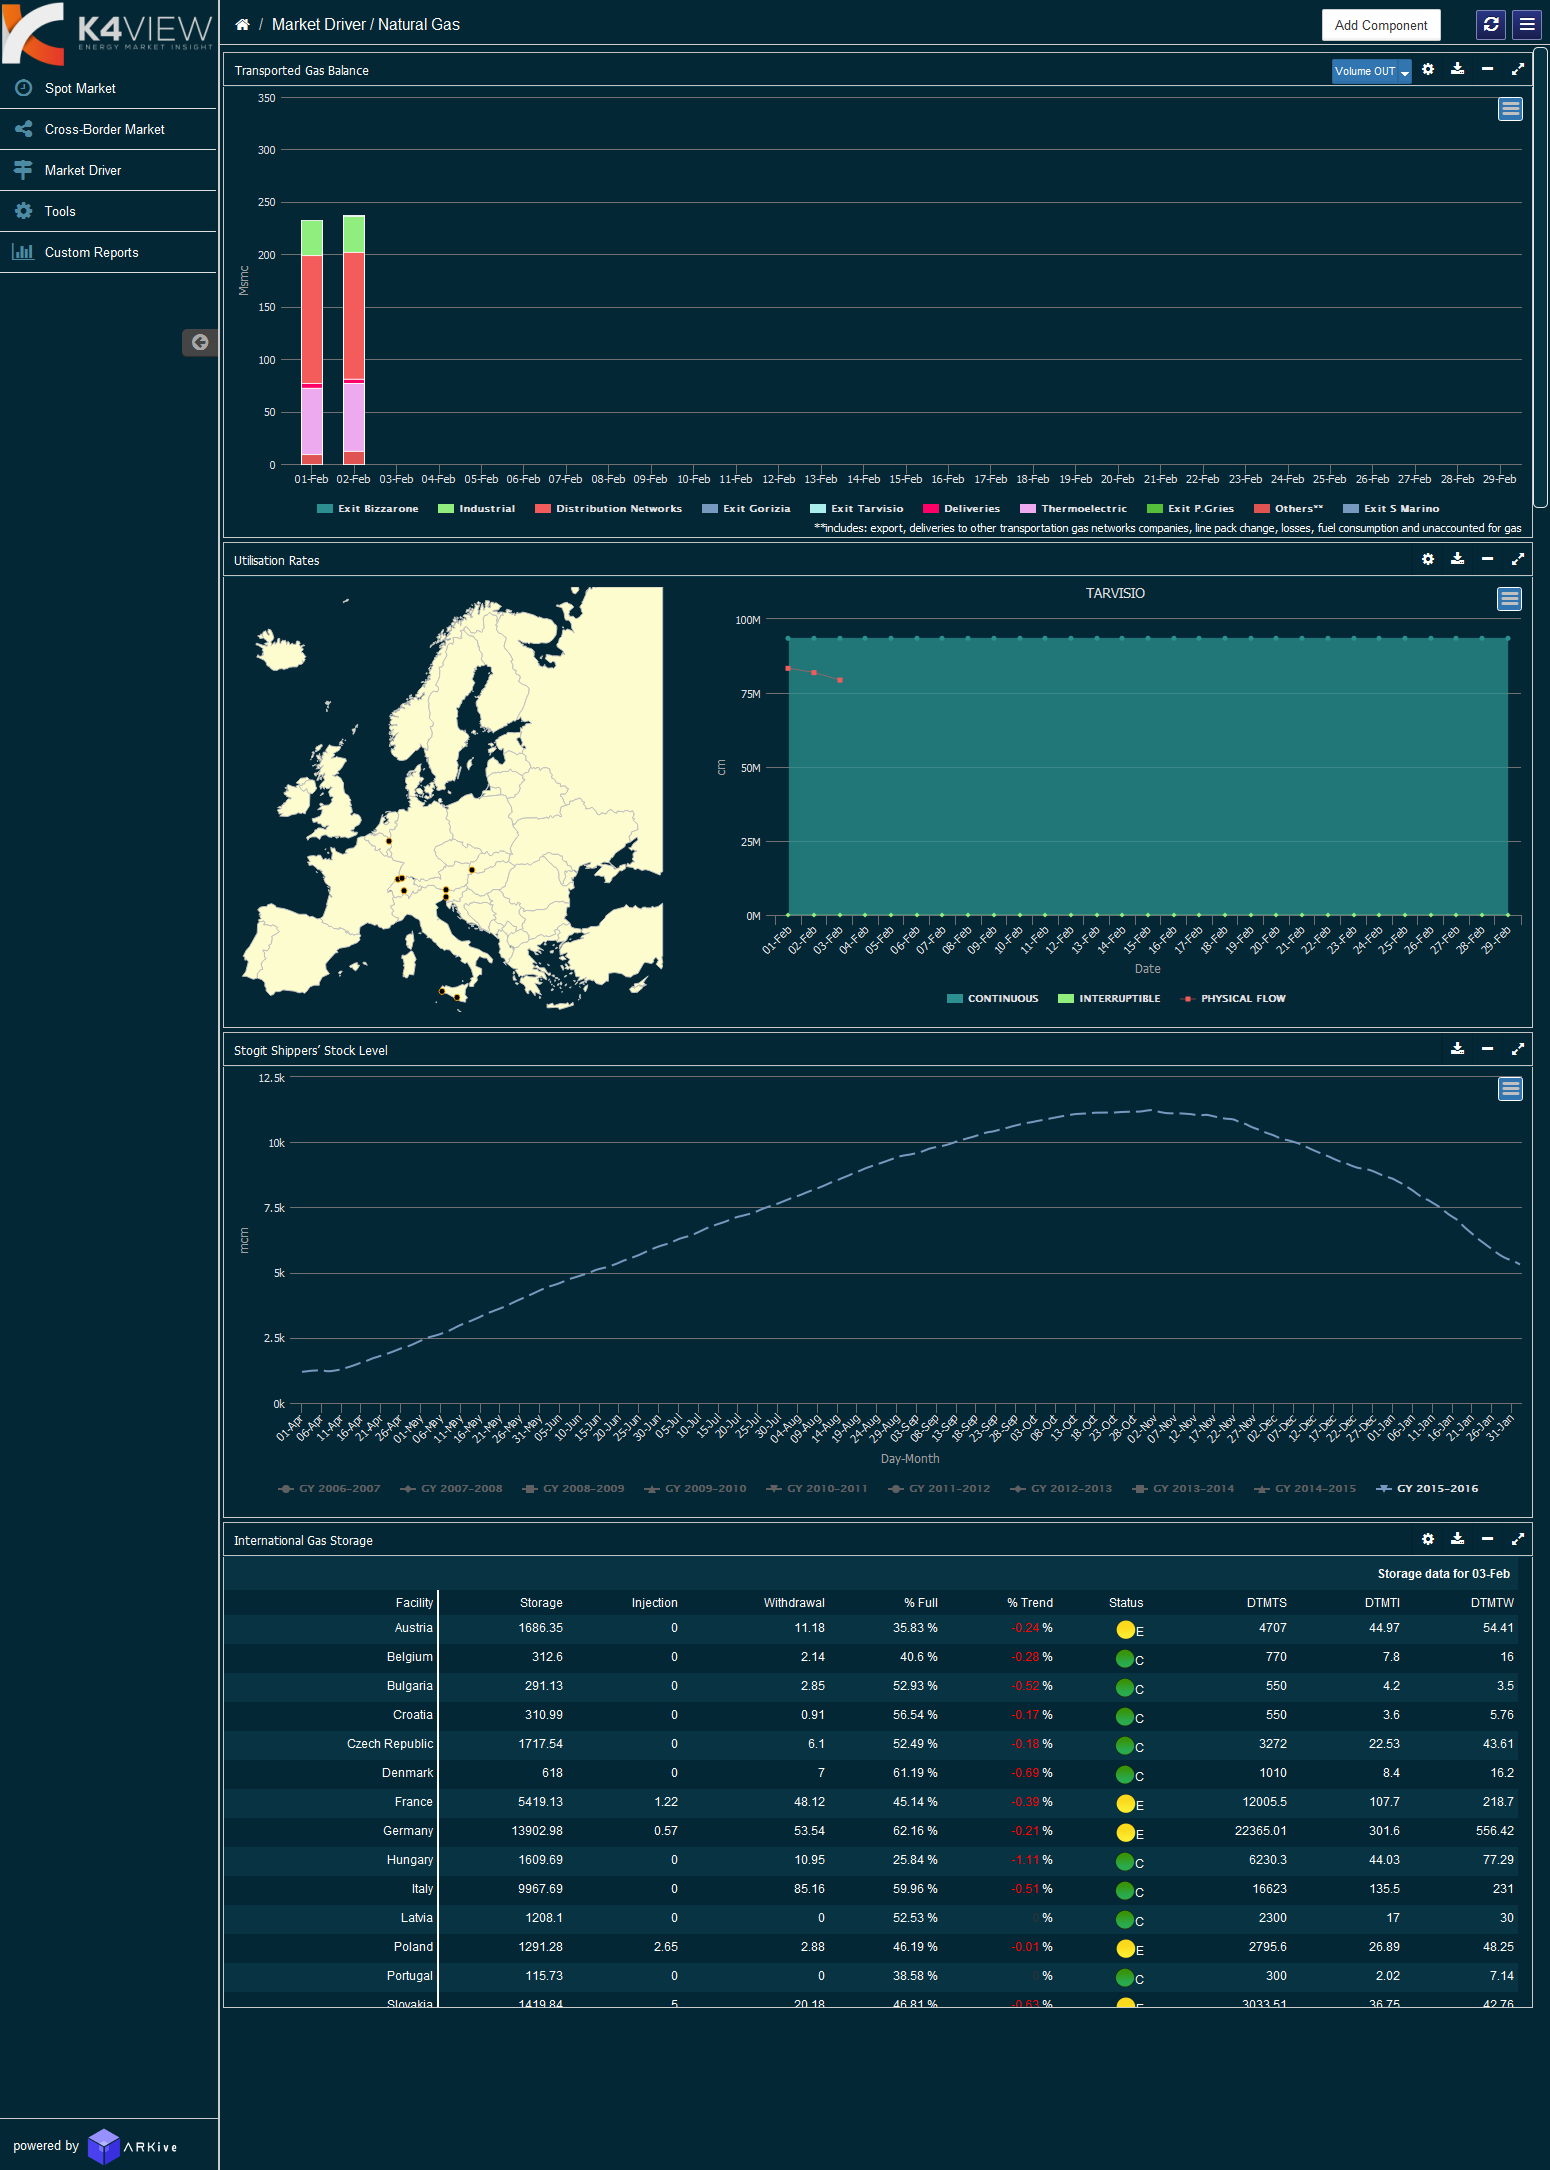 K4VIEW
ENERGY MARKET INSIGHT
/ Market Driver / Natural Gas
Add Component
Spot Market
Cross-Border Market
Market Driver
Tools
Custom Reports
Transported Gas Balance
Volume OUT
350
300
250
200
150
100
50
0
Msmc
01-Feb 02-Feb 03-Feb 04-Feb 05-Feb 06-Feb 07-Feb 08-Feb 09-Feb 10-Feb 11-Feb 12-Feb 13-Feb 14-Feb 15-Feb 16-Feb 17-Feb 18-Feb 19-Feb 20-Feb 21-Feb 22-Feb 23-Feb 24-Feb 25-Feb 26-Feb 27-Feb 28-Feb 29-Feb
Exit Bizzarone Industrial Distribution Networks Exit Gorizia Exit Tarvisio Deliveries Thermoelectric Exit P.Gries Others** Exit S Marino
**includes: export, deliveries to other transportation gas networks companies, line pack change, losses, fuel consumption and unaccounted for gas
Utilisation Rates
TARVISIO
100M
75M
50M
25M
0M
cm
01-Feb 02-Feb 03-Feb 04-Feb 05-Feb 06-Feb 07-Feb 08-Feb 09-Feb 10-Feb 11-Feb 12-Feb 13-Feb 14-Feb 15-Feb 16-Feb 17-Feb 18-Feb 19-Feb 20-Feb 21-Feb 22-Feb 23-Feb 24-Feb 25-Feb 26-Feb 27-Feb 28-Feb 29-Feb
Date
CONTINUOUS INTERRUPTIBLE PHYSICAL FLOW
Stogit Shippers' Stock Level
12.5k
10k
7.5k
5k
2.5k
0k
mcm
01-Apr 06-Apr 11-Apr 16-Apr 21-Apr 26-Apr 01-May 06-May 11-May 16-May 21-May 26-May 31-May 05-Jun 10-Jun 15-Jun 20-Jun 25-Jun 30-Jun 05-Jul 10-Jul 15-Jul 20-Jul 25-Jul 30-Jul 04-Aug 09-Aug 14-Aug 19-Aug 24-Aug 29-Aug 03-Sep 08-Sep 13-Sep 18-Sep 23-Sep 28-Sep 03-Oct 08-Oct 13-Oct 18-Oct 23-Oct 28-Oct 02-Nov 07-Nov 12-Nov 17-Nov 22-Nov 27-Nov 02-Dec 07-Dec 12-Dec 17-Dec 22-Dec 27-Dec 01-Jan 06-Jan 11-Jan 16-Jan 21-Jan 26-Jan 31-Jan
Day-Month
GY 2006-2007 GY 2007-2008 GY 2008-2009 GY 2009-2010 GY 2010-2011 GY 2011-2012 GY 2012-2013 GY 2013-2014 GY 2014-2015 GY 2015-2016
International Gas Storage
Storage data for 03-Feb
Facility Storage Injection Withdrawal % Full % Trend Status DTMTS DTMTI DTMTW
Austria 1686.35 0 11.18 35.83 % -0.24 % E 4707 44.97 54.41
Belgium 312.6 0 2.14 40.6 % -0.28 % C 770 7.8 16
Bulgaria 291.13 0 2.85 52.93 % -0.52 % C 550 4.2 3.5
Croatia 310.99 0 0.91 56.54 % -0.17 % C 550 3.6 5.76
Czech Republic 1717.54 0 6.1 52.49 % -0.18 % C 3272 22.53 43.61
Denmark 618 0 7 61.19 % -0.69 % C 1010 8.4 16.2
France 5419.13 1.22 48.12 45.14 % -0.39 % E 12005.5 107.7 218.7
Germany 13902.98 0.57 53.54 62.16 % -0.21 % E 22365.01 301.6 556.42
Hungary 1609.69 0 10.95 25.84 % -1.11 % C 6230.3 44.03 77.29
Italy 9967.69 0 85.16 59.96 % -0.51 % C 16623 135.5 231
Latvia 1208.1 0 0 52.53 % 0 % C 2300 17 30
Poland 1291.28 2.65 2.88 46.19 % -0.01 % E 2795.6 26.89 48.25
Portugal 115.73 0 0 38.58 % 0 % C 300 2.02 7.14
Slovakia 1419.84 5 20.18 46.81 % -0.63 % E 3033.51 36.75 42.76
powered by ARKive